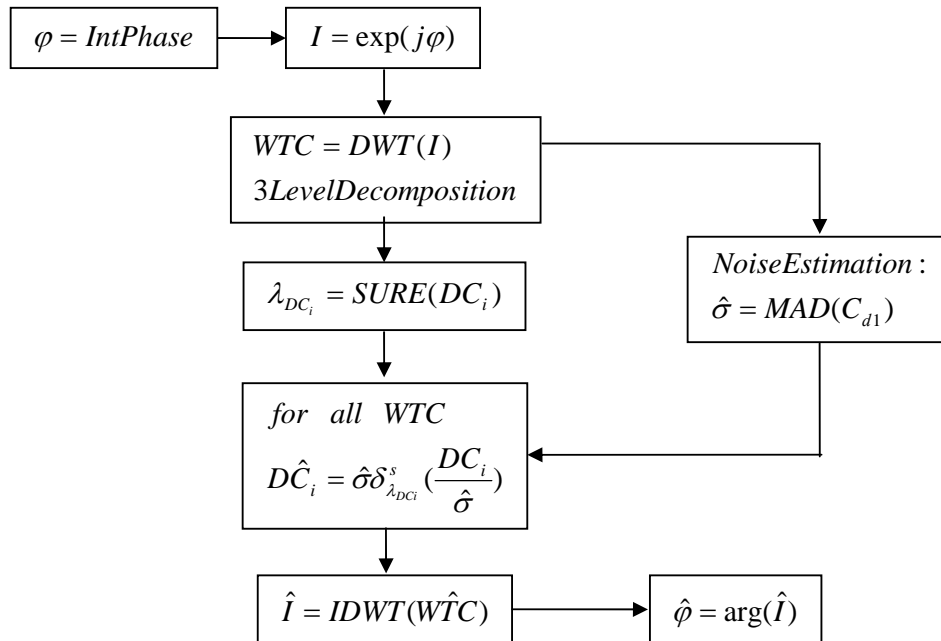 φ = IntPhase
I = exp(jφ)
WTC = DWT(I)
3LevelDecomposition
NoiseEstimation :
σ̂ = MAD(C_{d1})
λ_{DC_i} = SURE(DC_i)
for all WTC
DĈ_i = σ̂δ^s_{λ_{DCi}}(DC_i/σ̂)
Î = IDWT(WT̂C)
φ̂ = arg(Î)